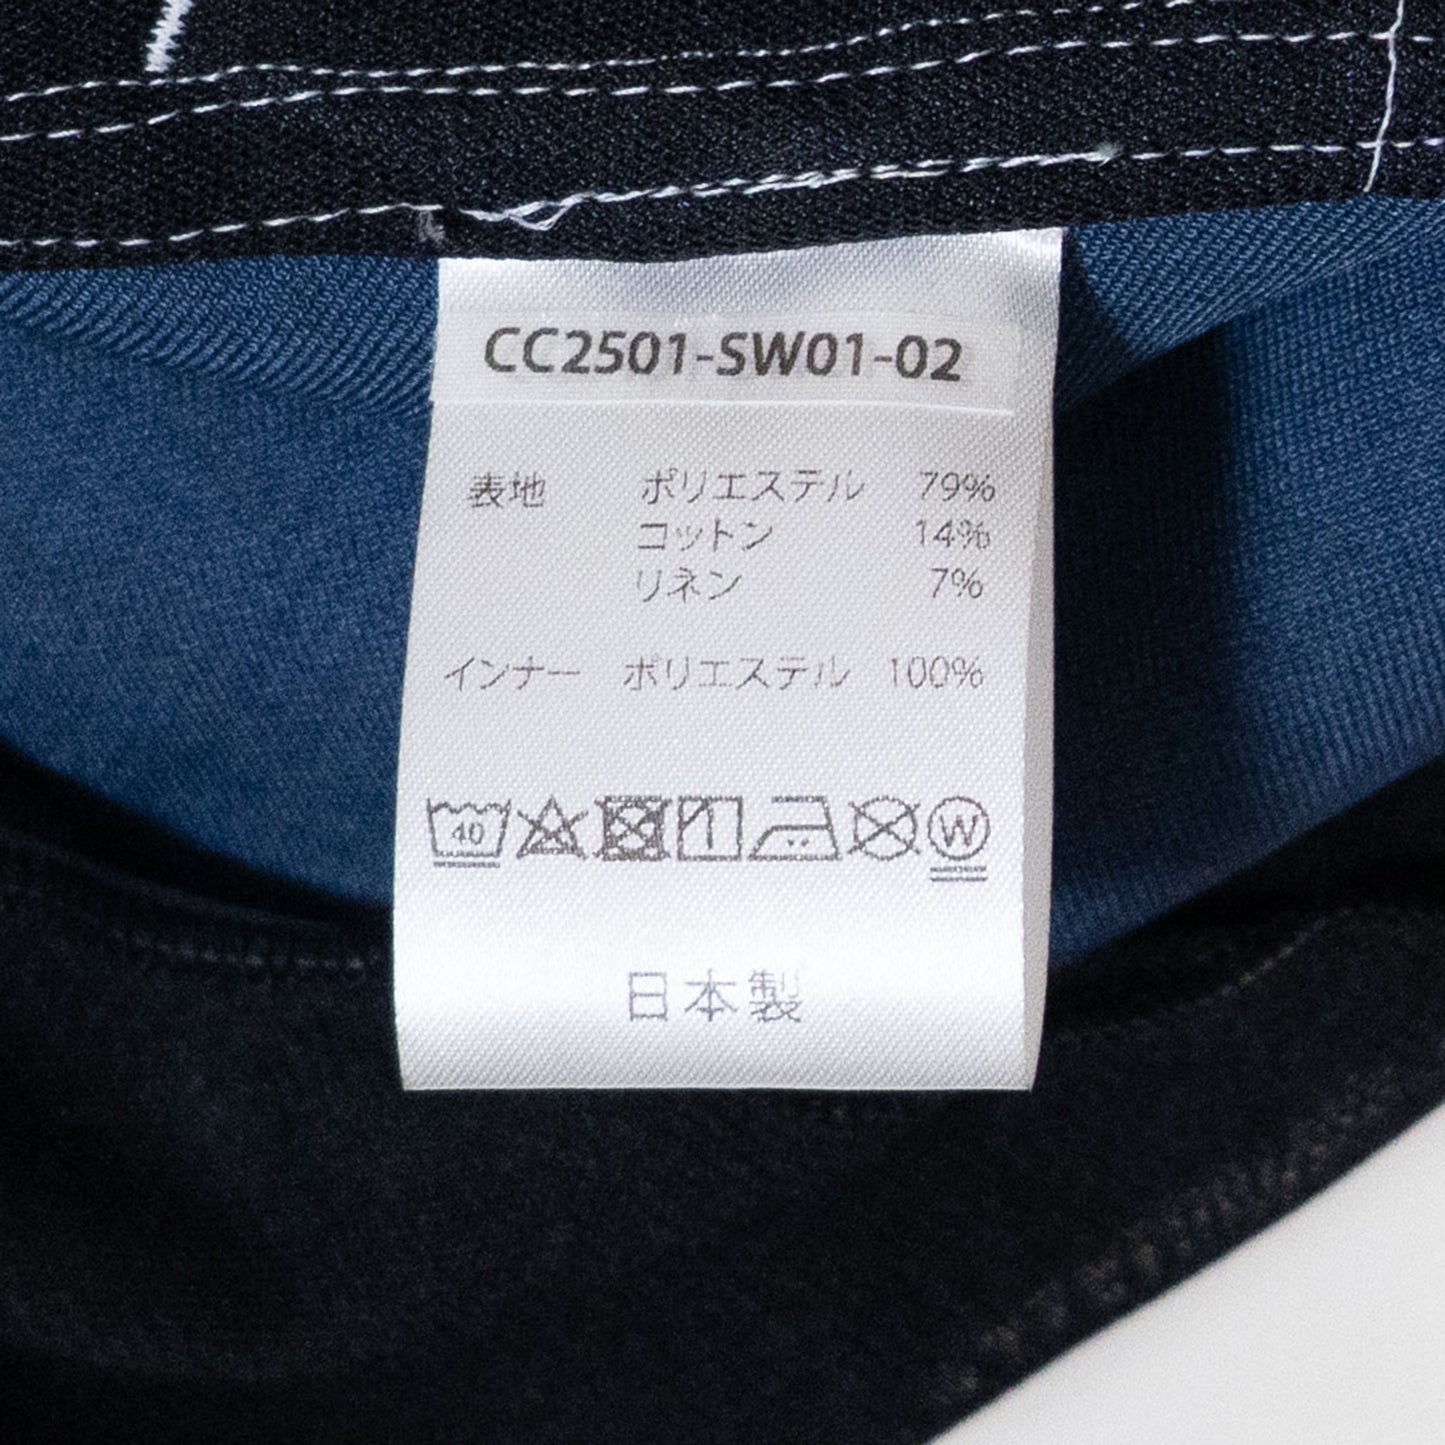 CC2501-SW01-02
表地 ポリエステル 79%
コットン 14%
リネン 7%
インナー ポリエステル 100%
40 W
日本製